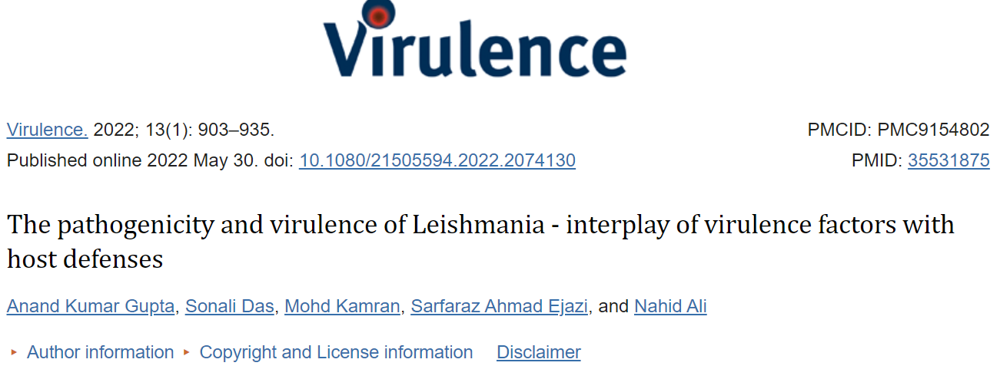 Virulence
Virulence. 2022; 13(1): 903–935.
PMCID: PMC9154802
Published online 2022 May 30. doi: 10.1080/21505594.2022.2074130
PMID: 35531875
The pathogenicity and virulence of Leishmania - interplay of virulence factors with
host defenses
Anand Kumar Gupta, Sonali Das, Mohd Kamran, Sarfaraz Ahmad Ejazi, and Nahid Ali
▸ Author information ▸ Copyright and License information Disclaimer